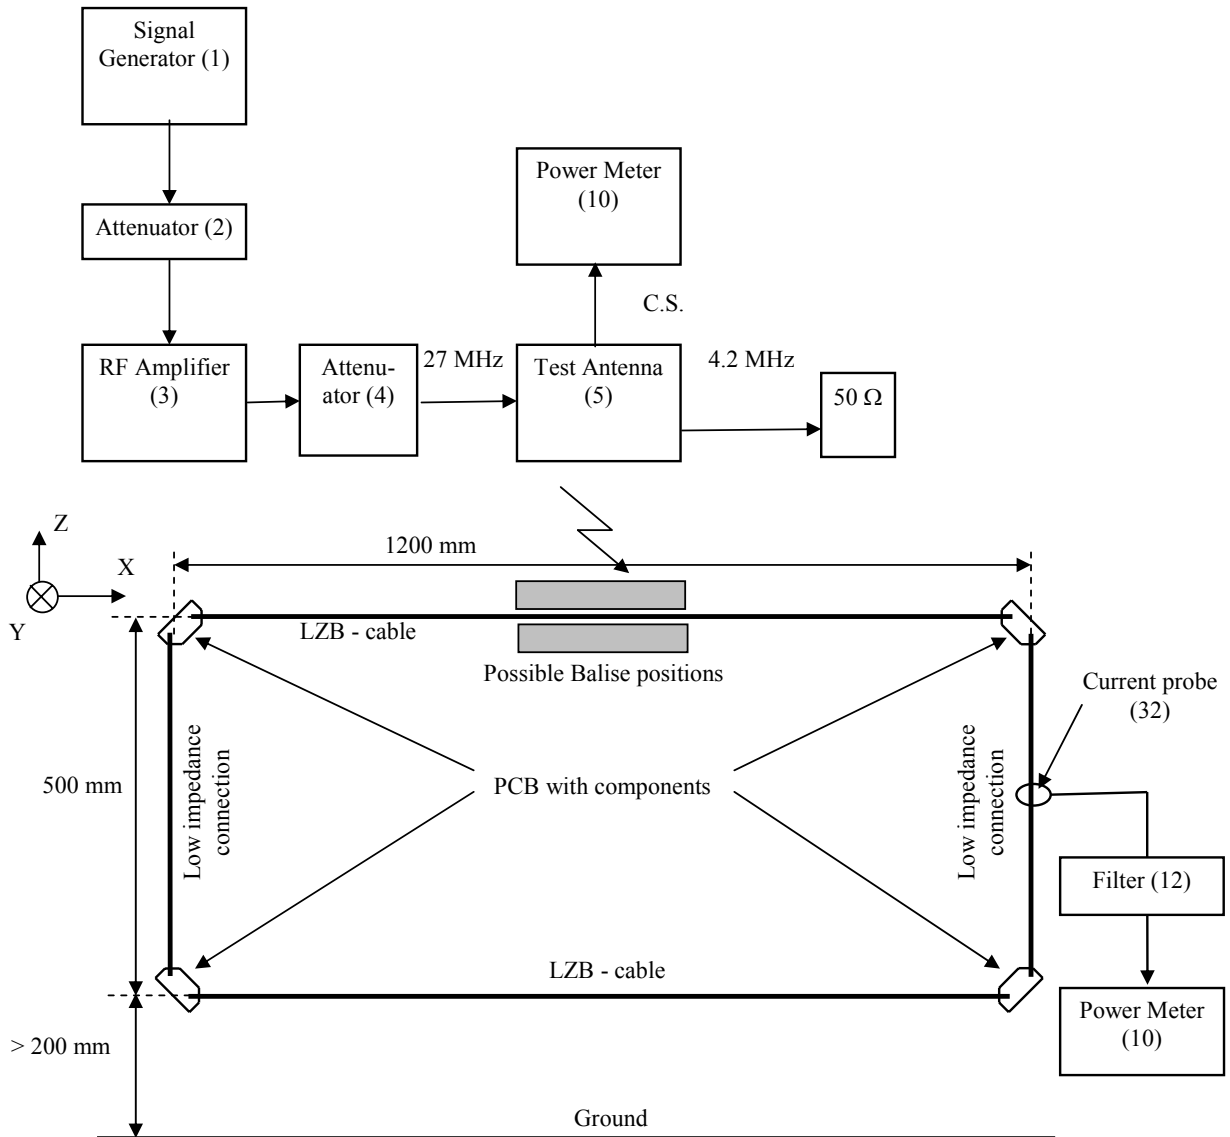 Signal
Generator (1)
Power Meter
(10)
Attenuator (2)
C.S.
RF Amplifier
(3)
Attenu-
ator (4)
27 MHz
Test Antenna
(5)
4.2 MHz
50 Ω
Z
X
Y
1200 mm
LZB - cable
Possible Balise positions
Current probe
(32)
500 mm
Low impedance
connection
PCB with components
Low impedance
connection
Filter (12)
LZB - cable
Power Meter
(10)
> 200 mm
Ground